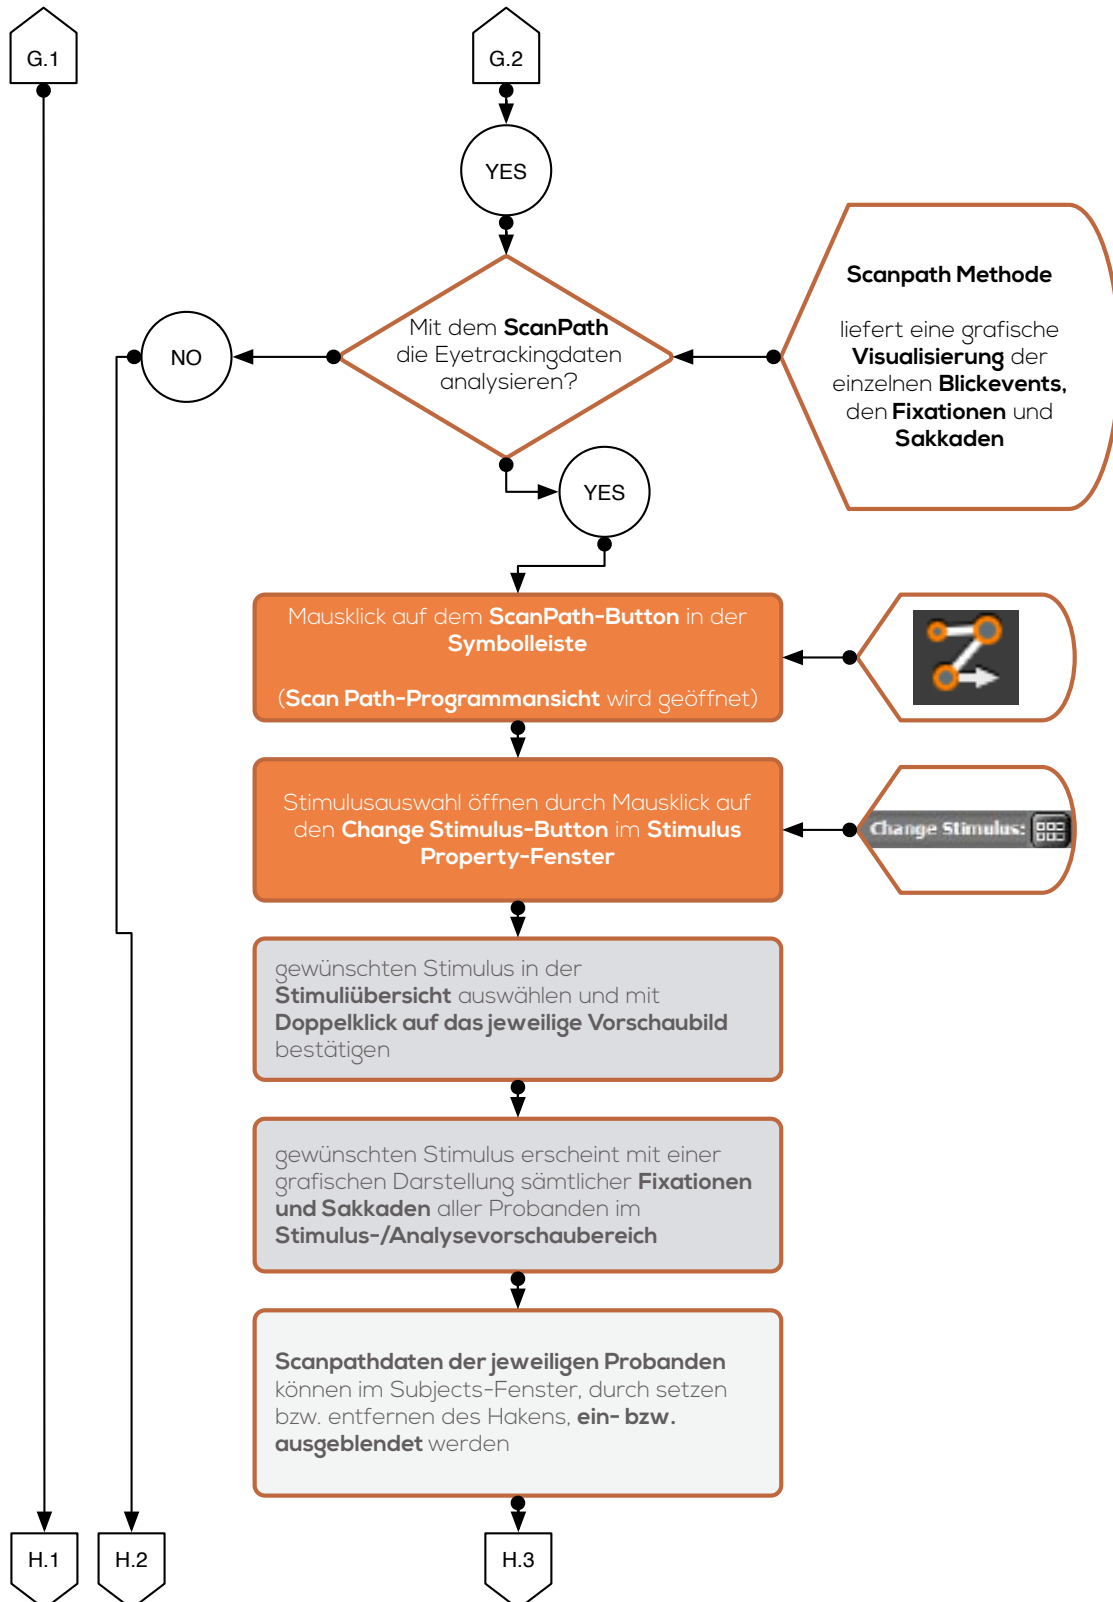 G.1
G.2
YES
Mit dem ScanPath
die Eyetrackingdaten
analysieren?
NO
Scanpath Methode
liefert eine grafische
Visualisierung der
einzelnen Blickevents,
den Fixationen und
Sakkaden
YES
Mausklick auf dem ScanPath-Button in der
Symbolleiste
(Scan Path-Programmansicht wird geöffnet)
Stimulusauswahl öffnen durch Mausklick auf
den Change Stimulus-Button im Stimulus
Property-Fenster
Change Stimulus:
gewünschten Stimulus in der
Stimuliübersicht auswählen und mit
Doppelklick auf das jeweilige Vorschaubild
bestätigen
gewünschten Stimulus erscheint mit einer
grafischen Darstellung sämtlicher Fixationen
und Sakkaden aller Probanden im
Stimulus-/Analysevorschaubereich
Scanpathdaten der jeweiligen Probanden
können im Subjects-Fenster, durch setzen
bzw. entfernen des Hakens, ein- bzw.
ausgeblendet werden
H.1
H.2
H.3